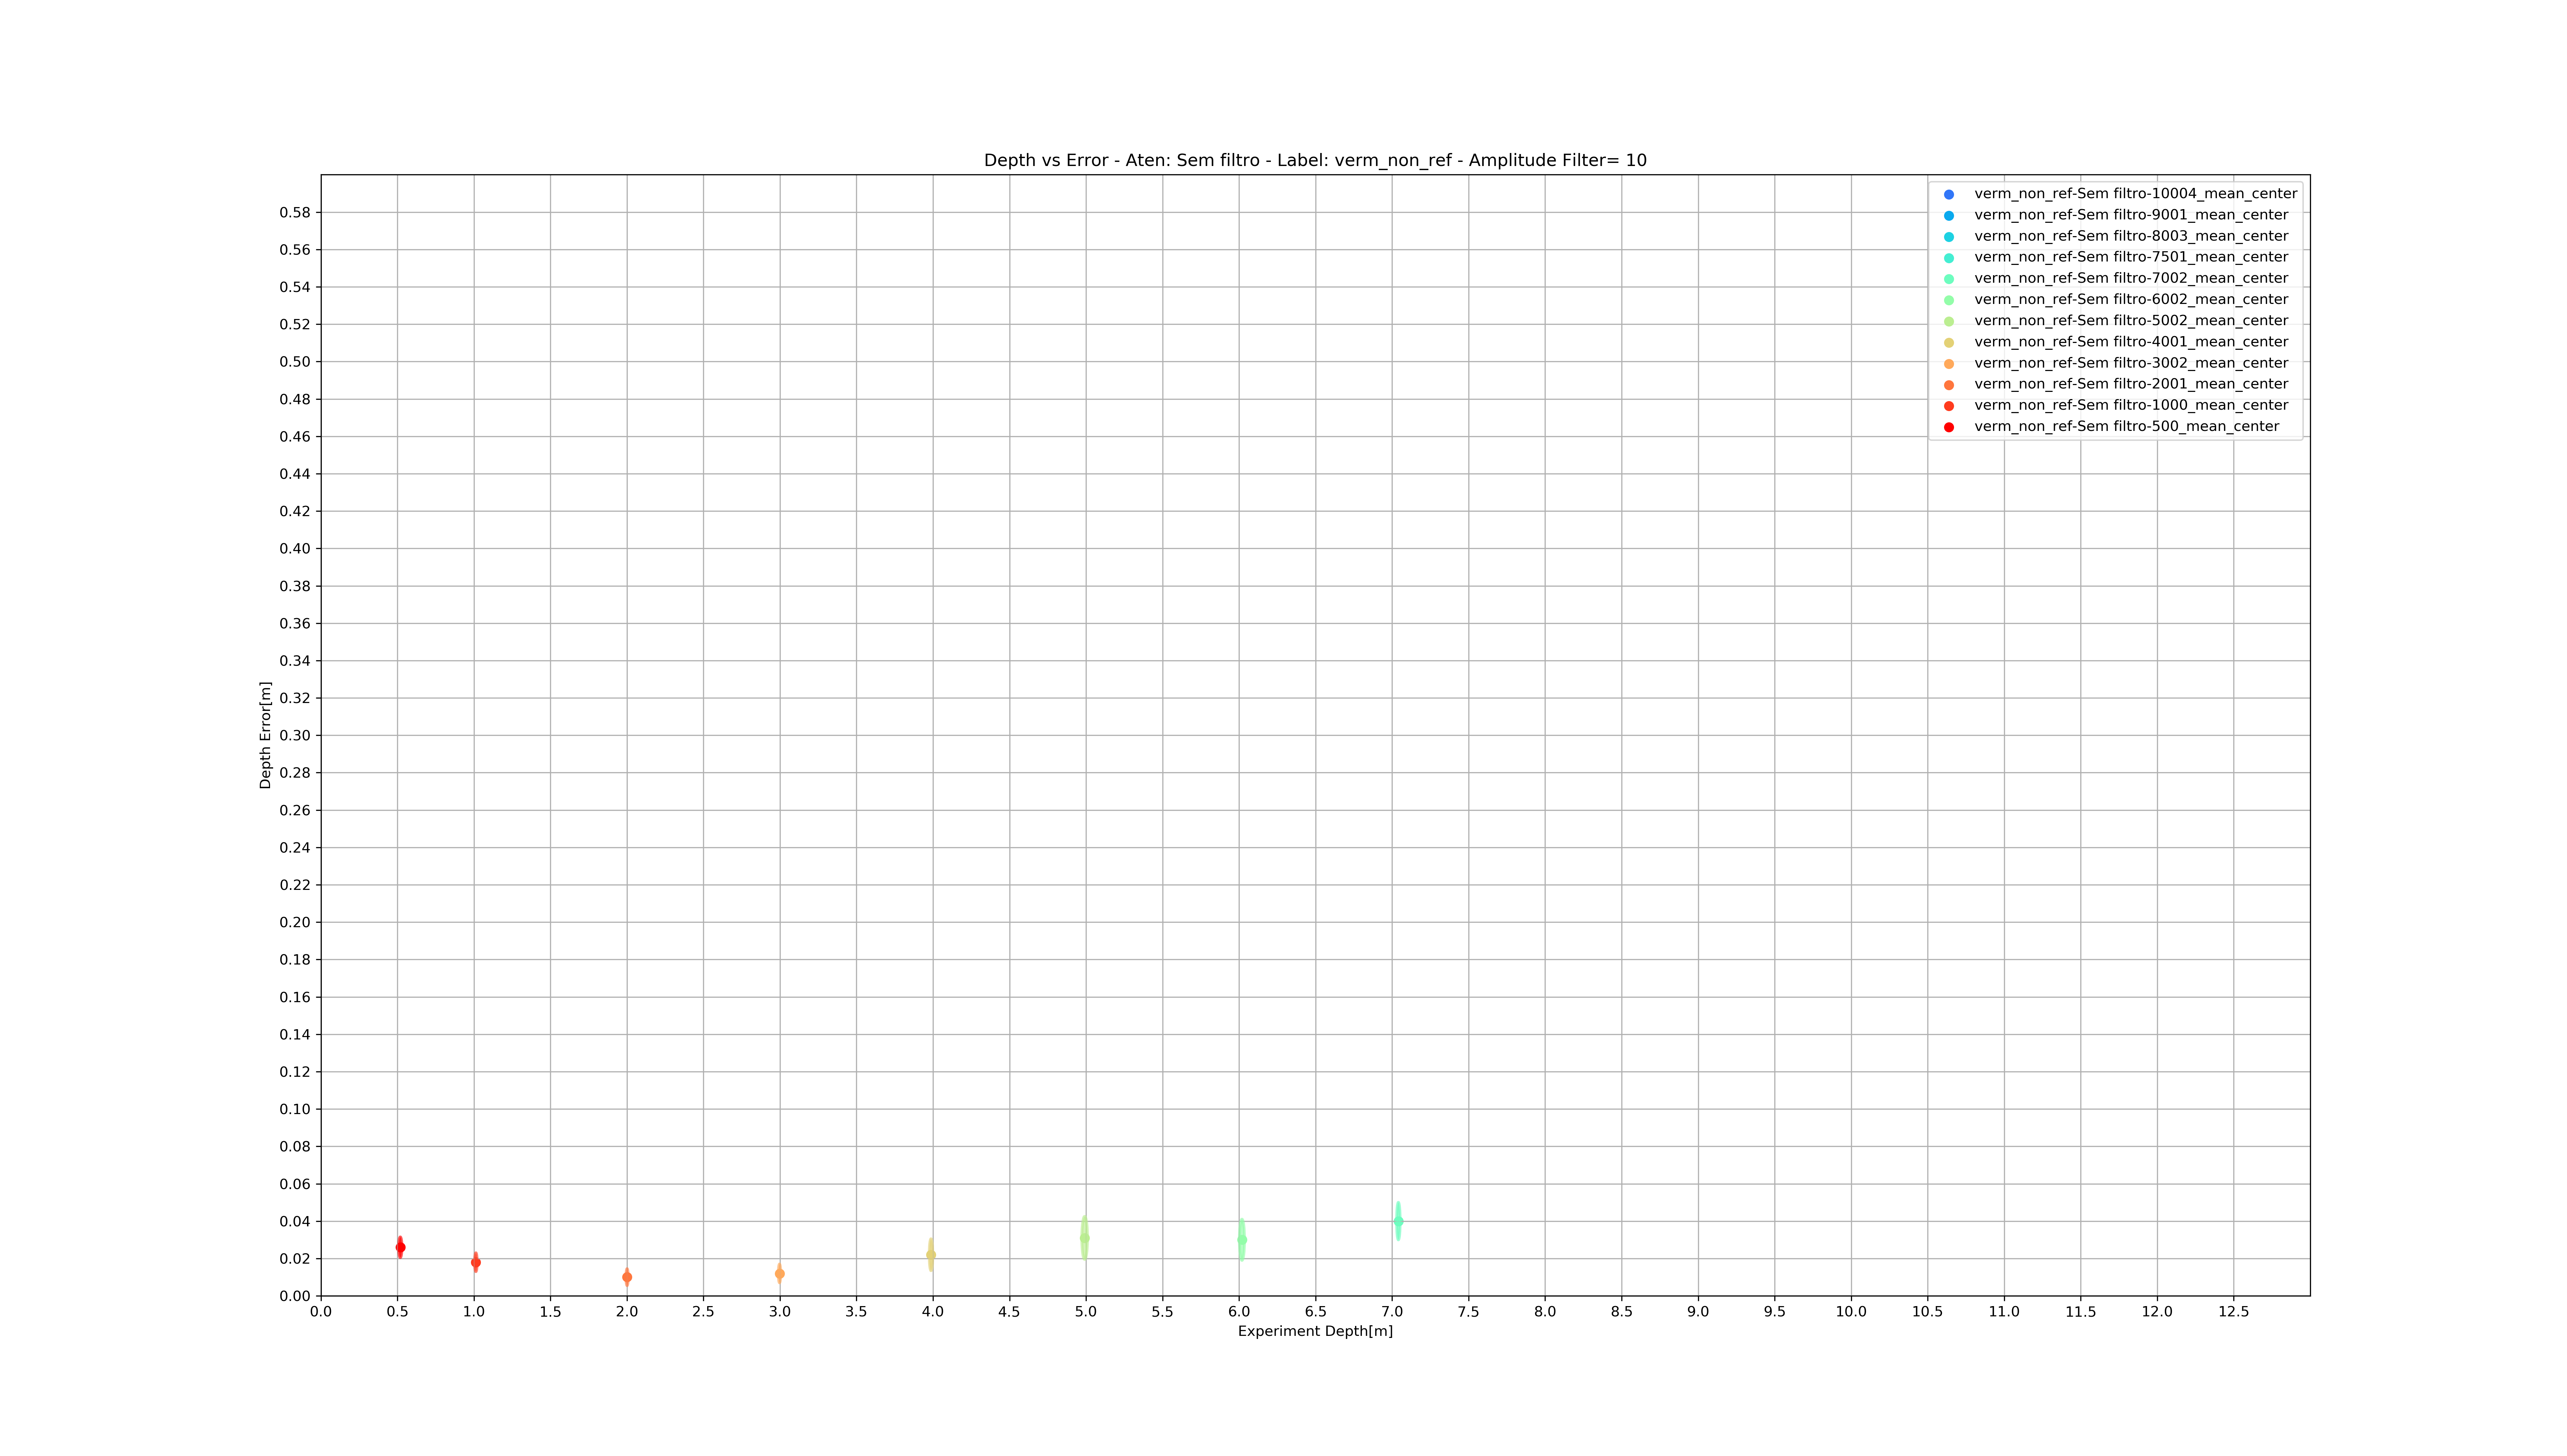 Depth vs Error - Aten: Sem filtro - Label: verm_non_ref - Amplitude Filter= 10
verm_non_ref-Sem filtro-10004_mean_center
verm_non_ref-Sem filtro-9001_mean_center
verm_non_ref-Sem filtro-8003_mean_center
verm_non_ref-Sem filtro-7501_mean_center
verm_non_ref-Sem filtro-7002_mean_center
verm_non_ref-Sem filtro-6002_mean_center
verm_non_ref-Sem filtro-5002_mean_center
verm_non_ref-Sem filtro-4001_mean_center
verm_non_ref-Sem filtro-3002_mean_center
verm_non_ref-Sem filtro-2001_mean_center
verm_non_ref-Sem filtro-1000_mean_center
verm_non_ref-Sem filtro-500_mean_center
Depth Error[m]
0.58
0.56
0.54
0.52
0.50
0.48
0.46
0.44
0.42
0.40
0.38
0.36
0.34
0.32
0.30
0.28
0.26
0.24
0.22
0.20
0.18
0.16
0.14
0.12
0.10
0.08
0.06
0.04
0.02
0.00
0.0 0.5 1.0 1.5 2.0 2.5 3.0 3.5 4.0 4.5 5.0 5.5 6.0 6.5 7.0 7.5 8.0 8.5 9.0 9.5 10.0 10.5 11.0 11.5 12.0 12.5
Experiment Depth[m]